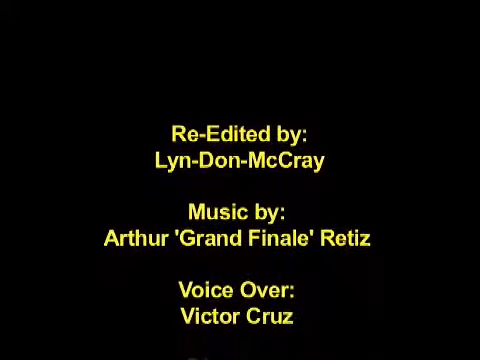 Re-Edited by:
Lyn-Don-McCray
Music by:
Arthur 'Grand Finale' Retiz
Voice Over:
Victor Cruz